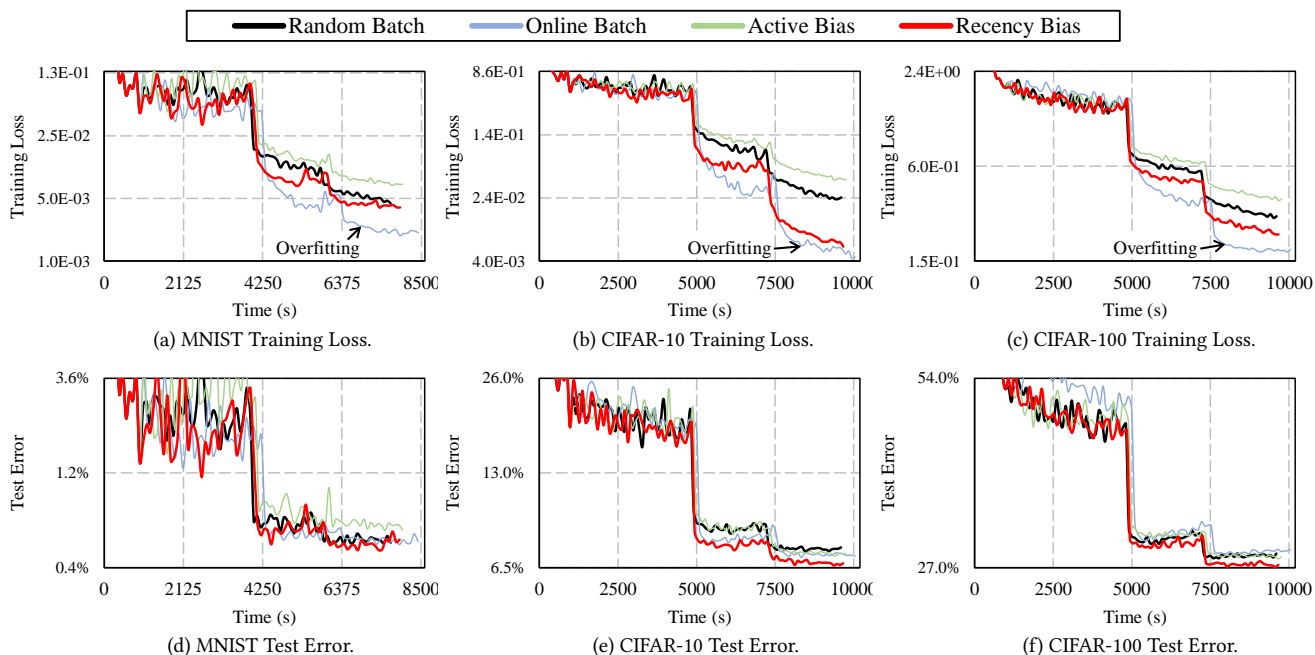 Random Batch Online Batch Active Bias Recency Bias
1.3E-01
2.5E-02
5.0E-03
1.0E-03
Training Loss
Overfitting
0 2125 4250 6375 8500
Time (s)
(a) MNIST Training Loss.
8.6E-01
1.4E-01
2.4E-02
4.0E-03
Training Loss
Overfitting
0 2500 5000 7500 10000
Time (s)
(b) CIFAR-10 Training Loss.
2.4E+00
6.0E-01
1.5E-01
Training Loss
Overfitting
0 2500 5000 7500 10000
Time (s)
(c) CIFAR-100 Training Loss.
3.6%
1.2%
0.4%
Test Error
0 2125 4250 6375 8500
Time (s)
(d) MNIST Test Error.
26.0%
13.0%
6.5%
Test Error
0 2500 5000 7500 10000
Time (s)
(e) CIFAR-10 Test Error.
54.0%
27.0%
Test Error
0 2500 5000 7500 10000
Time (s)
(f) CIFAR-100 Test Error.